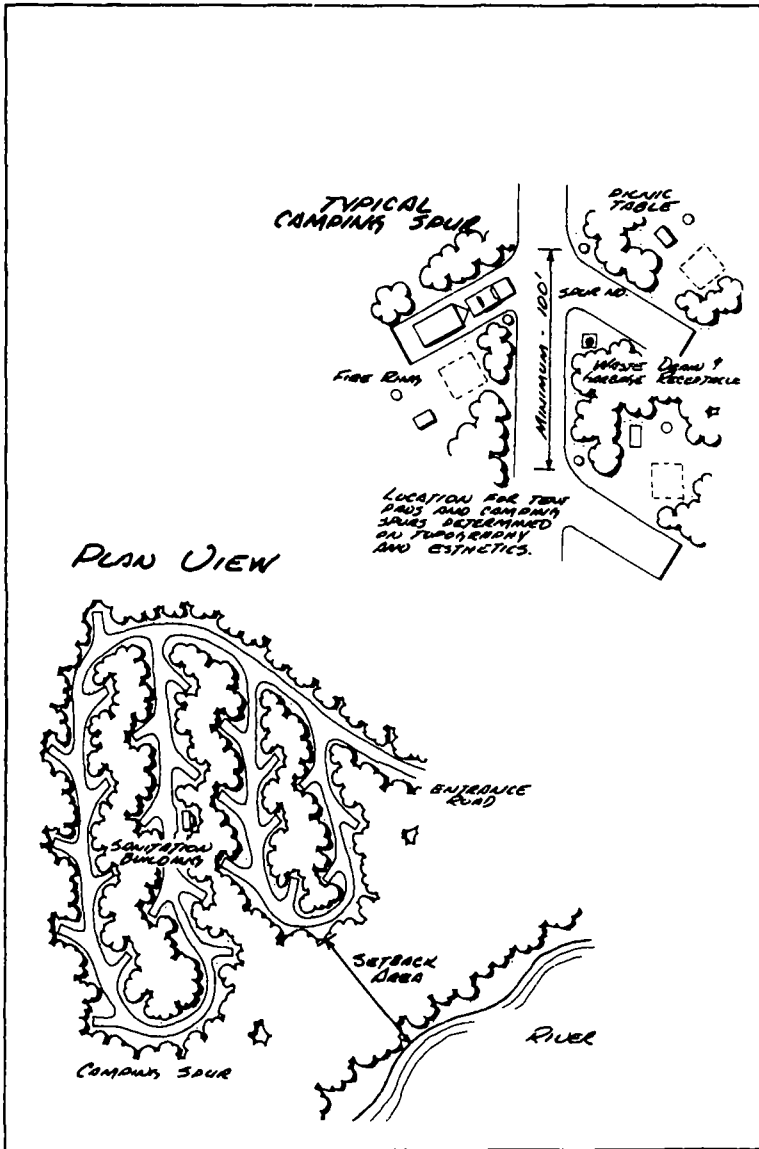 TYPICAL
CAMPING SPUR
PICNIC
TABLE
SPUR NO.
MINIMUM - 100'
FIRE RING
WASTE DRAIN &
GARBAGE RECEPTACLE
LOCATION FOR TENT
PADS AND CAMPING
SPURS DETERMINED
ON TOPOGRAPHY
AND ESTHETICS.
PLAN VIEW
ENTRANCE
ROAD
SANITATION
BUILDING
SETBACK
AREA
RIVER
CAMPING SPUR